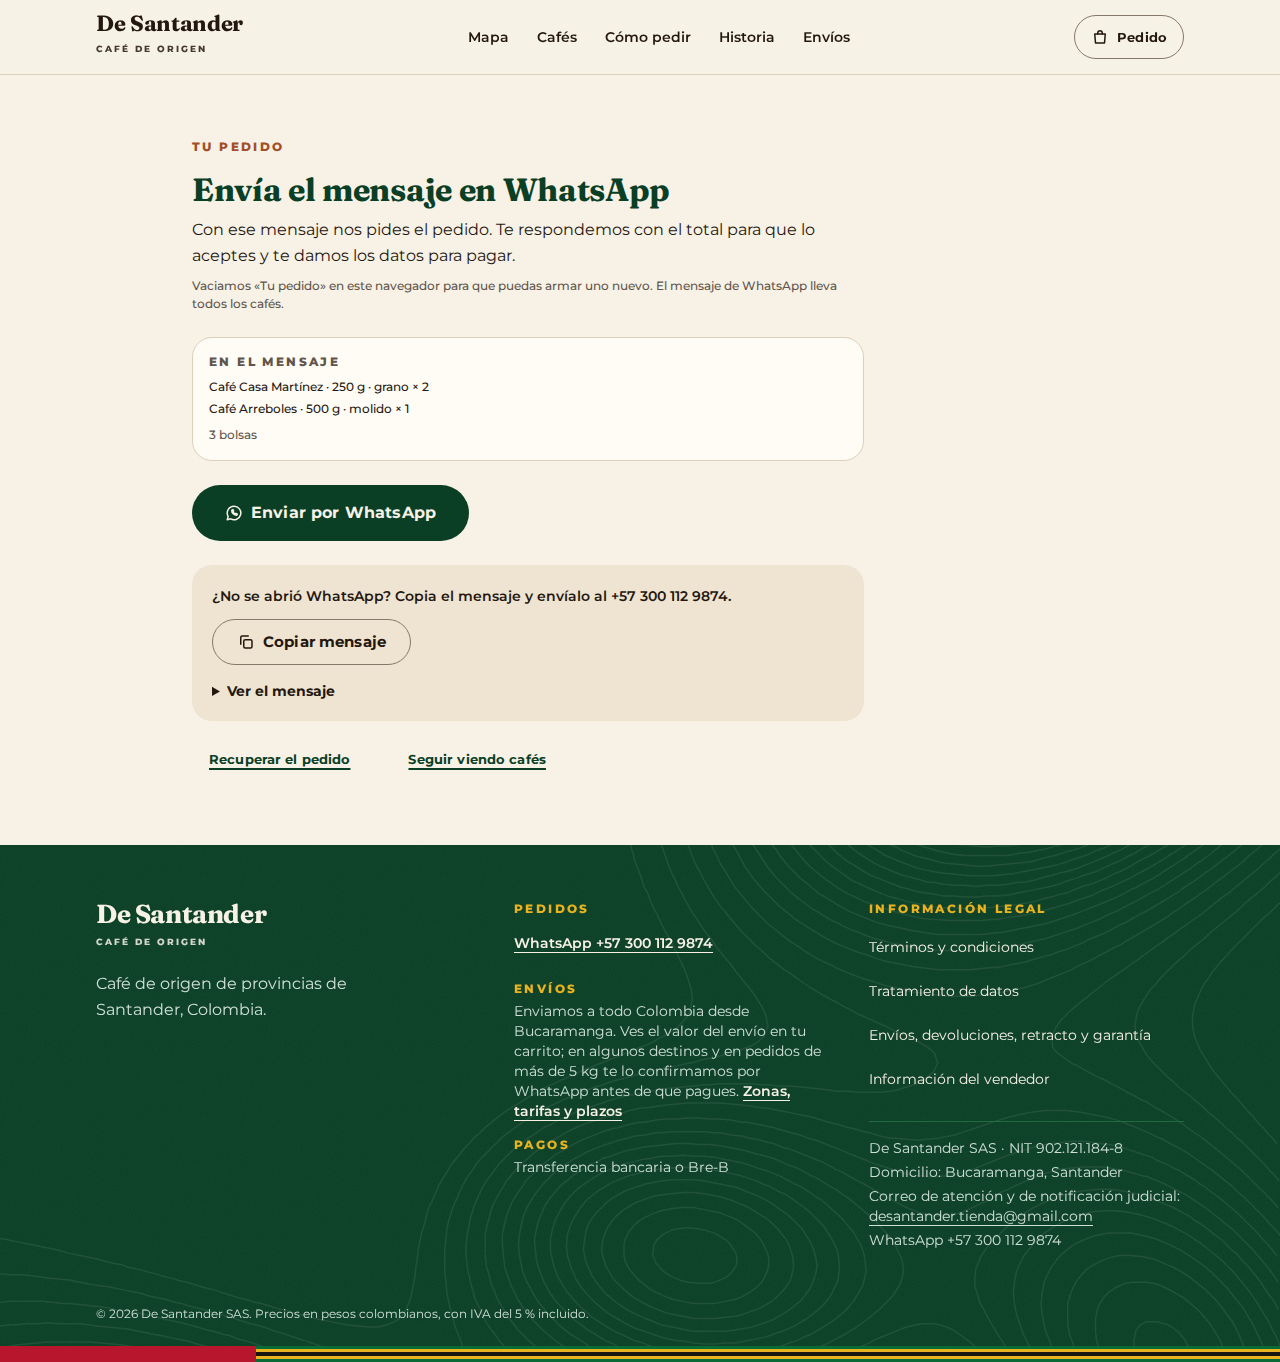 De Santander
CAFÉ DE ORIGEN
Mapa Cafés Cómo pedir Historia Envíos
Pedido
TU PEDIDO
Envía el mensaje en WhatsApp
Con ese mensaje nos pides el pedido. Te respondemos con el total para que lo
aceptes y te damos los datos para pagar.
Vaciamos «Tu pedido» en este navegador para que puedas armar uno nuevo. El mensaje de WhatsApp lleva
todos los cafés.
EN EL MENSAJE
Café Casa Martínez · 250 g · grano × 2
Café Arreboles · 500 g · molido × 1
3 bolsas
Enviar por WhatsApp
¿No se abrió WhatsApp? Copia el mensaje y envíalo al +57 300 112 9874.
Copiar mensaje
Ver el mensaje
Recuperar el pedido Seguir viendo cafés
De Santander
CAFÉ DE ORIGEN
Café de origen de provincias de
Santander, Colombia.
PEDIDOS
WhatsApp +57 300 112 9874
ENVÍOS
Enviamos a todo Colombia desde
Bucaramanga. Ves el valor del envío en tu
carrito; en algunos destinos y en pedidos de
más de 5 kg te lo confirmamos por
WhatsApp antes de que pagues. Zonas,
tarifas y plazos
PAGOS
Transferencia bancaria o Bre-B
INFORMACIÓN LEGAL
Términos y condiciones
Tratamiento de datos
Envíos, devoluciones, retracto y garantía
Información del vendedor
De Santander SAS · NIT 902.121.184-8
Domicilio: Bucaramanga, Santander
Correo de atención y de notificación judicial:
desantander.tienda@gmail.com
WhatsApp +57 300 112 9874
© 2026 De Santander SAS. Precios en pesos colombianos, con IVA del 5 % incluido.